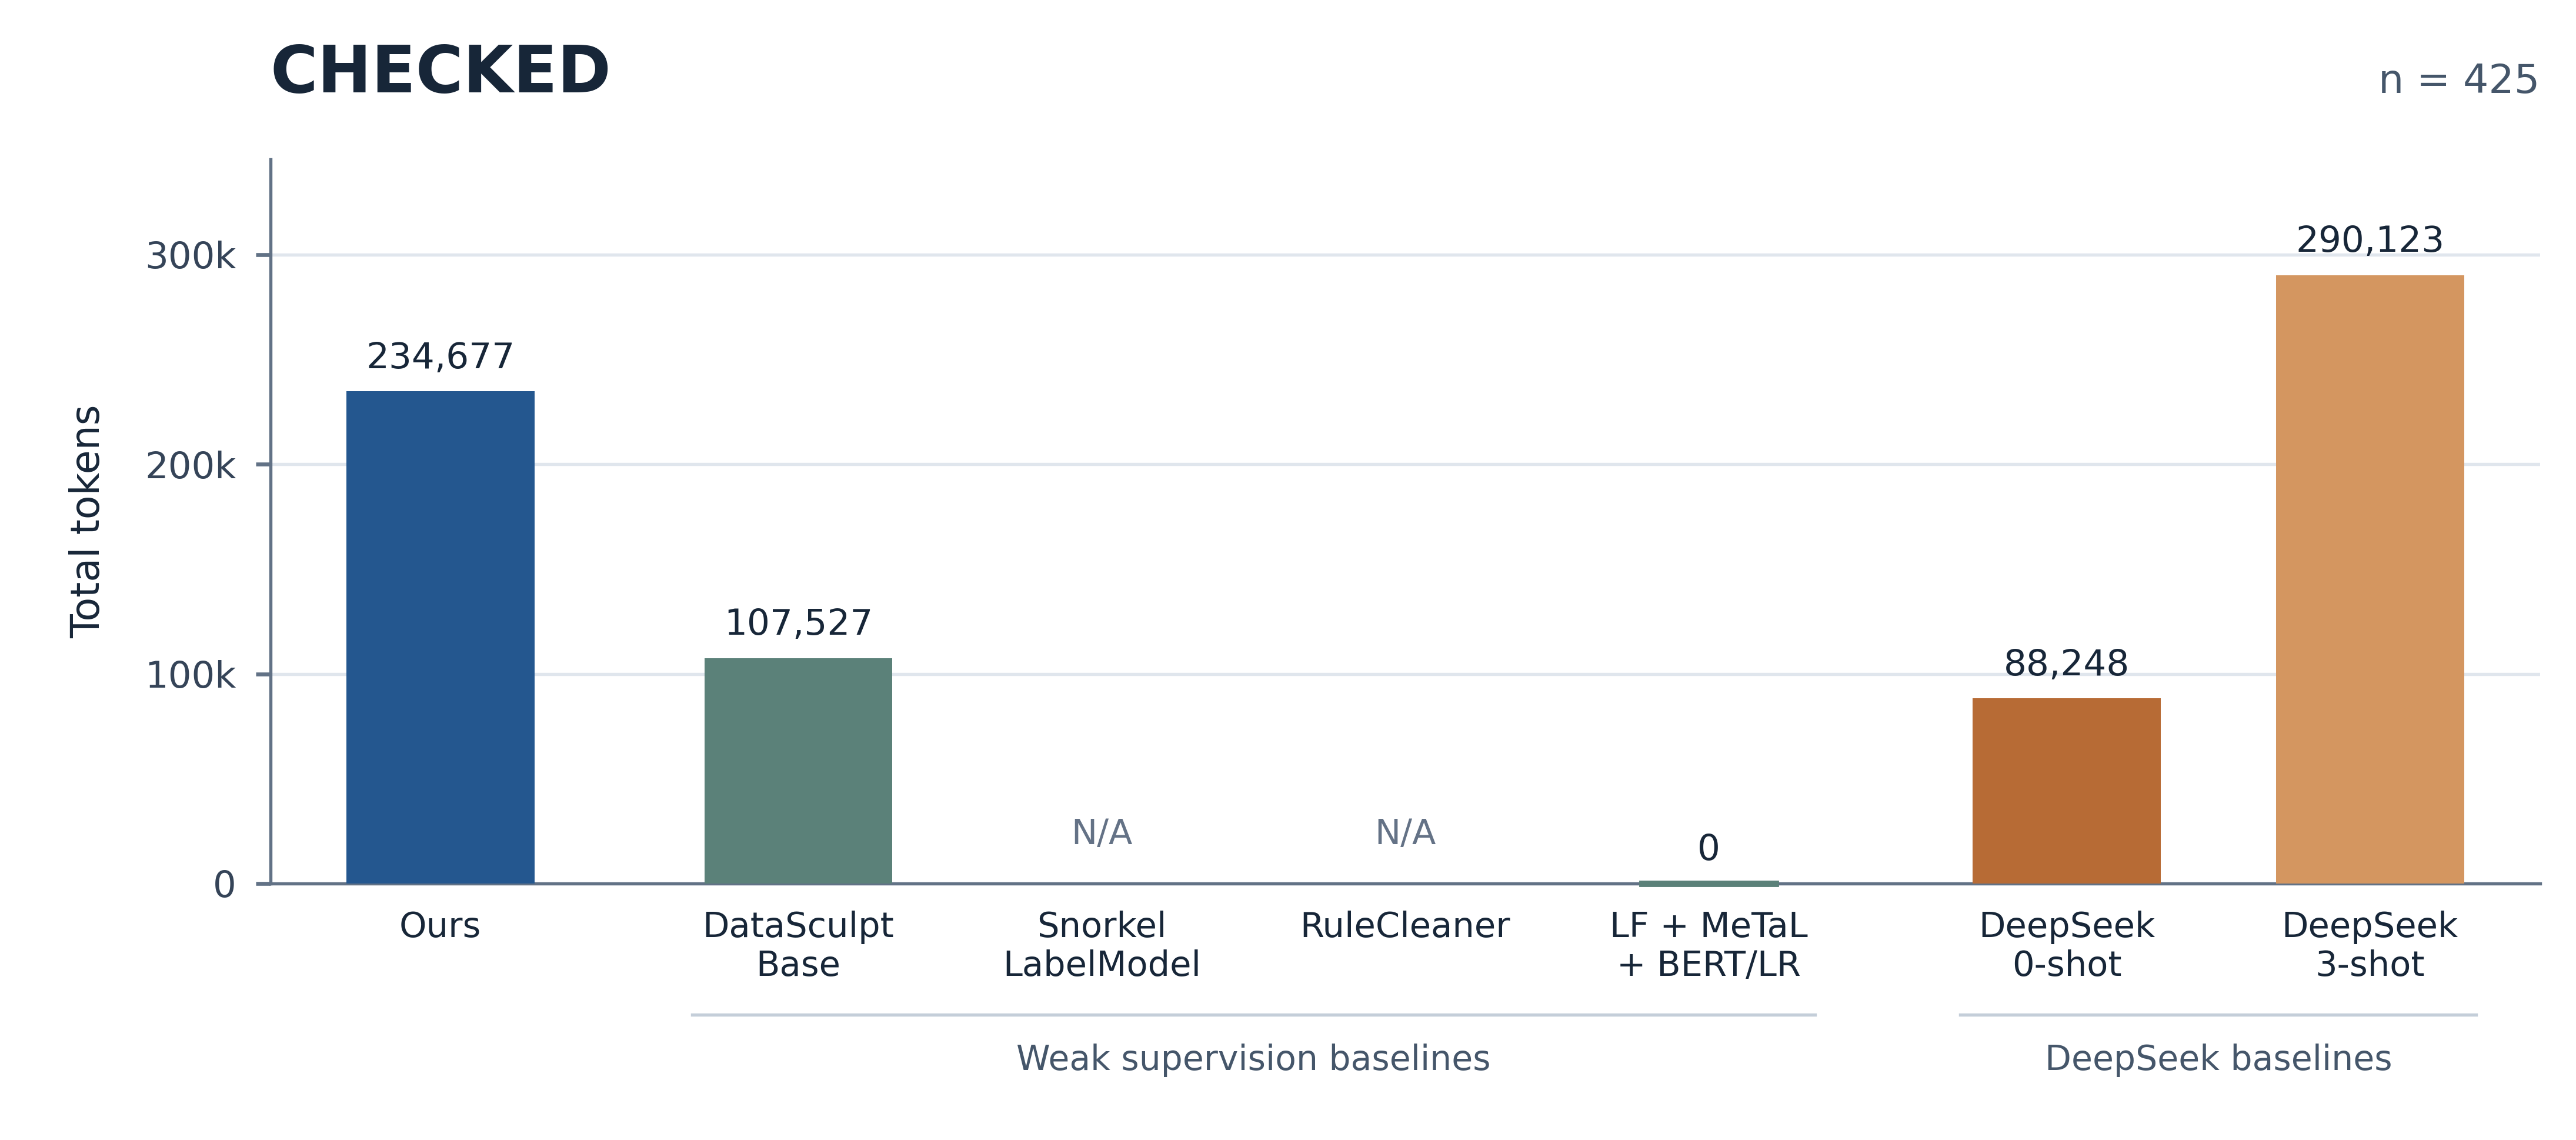 CHECKED
n = 425
Total tokens
300k
200k
100k
0
234,677
107,527
N/A
N/A
0
88,248
290,123
Ours
DataSculpt
Base
Snorkel
LabelModel
RuleCleaner
LF + MeTaL
+ BERT/LR
DeepSeek
0-shot
DeepSeek
3-shot
Weak supervision baselines
DeepSeek baselines